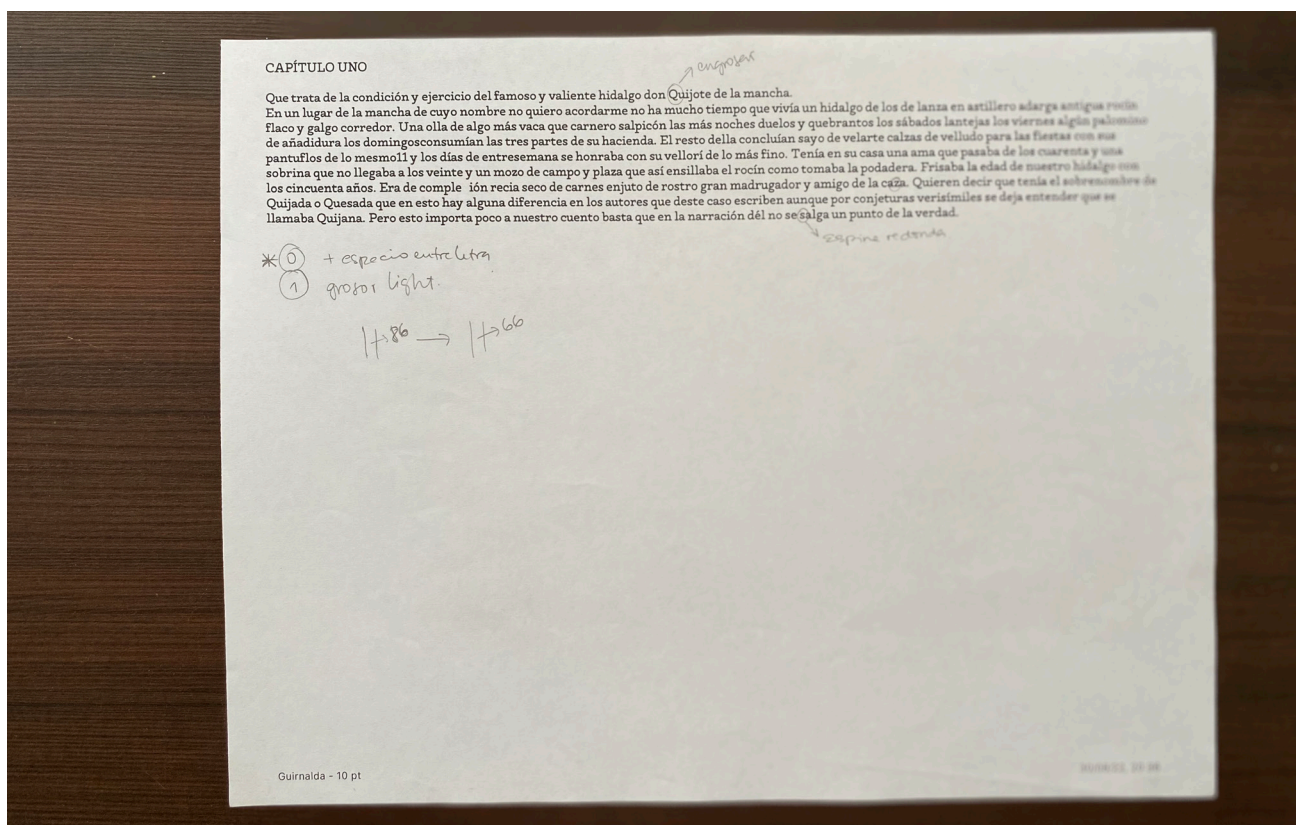 CAPÍTULO UNO
engrosar
Que trata de la condición y ejercicio del famoso y valiente hidalgo don Quijote de la mancha.
En un lugar de la mancha de cuyo nombre no quiero acordarme no ha mucho tiempo que vivía un hidalgo de los de lanza en astillero adarga antigua rocín
flaco y galgo corredor. Una olla de algo más vaca que carnero salpicón las más noches duelos y quebrantos los sábados lantejas los viernes algún palomino
de añadidura los domingosconsumían las tres partes de su hacienda. El resto della concluían sayo de velarte calzas de velludo para las fiestas con sus
pantuflos de lo mesmo11 y los días de entresemana se honraba con su vellorí de lo más fino. Tenía en su casa una ama que pasaba de los cuarenta y una
sobrina que no llegaba a los veinte y un mozo de campo y plaza que así ensillaba el rocín como tomaba la podadera. Frisaba la edad de nuestro hidalgo con
los cincuenta años. Era de comple ión recia seco de carnes enjuto de rostro gran madrugador y amigo de la caza. Quieren decir que tenía el sobrenombre de
Quijada o Quesada que en esto hay alguna diferencia en los autores que deste caso escriben aunque por conjeturas verisímiles se deja entender que se
llamaba Quijana. Pero esto importa poco a nuestro cuento basta que en la narración dél no se salga un punto de la verdad.
espina redonda
* 0 + espacio entre letra
1 grosor light.
86 → 66
Guirnalda - 10 pt